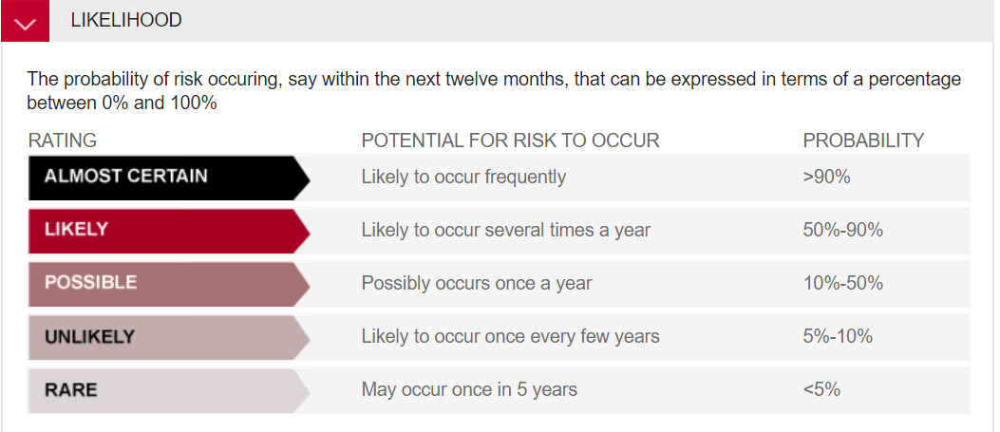 LIKELIHOOD
The probability of risk occuring, say within the next twelve months, that can be expressed in terms of a percentage
between 0% and 100%
RATING POTENTIAL FOR RISK TO OCCUR PROBABILITY
ALMOST CERTAIN Likely to occur frequently >90%
LIKELY Likely to occur several times a year 50%-90%
POSSIBLE Possibly occurs once a year 10%-50%
UNLIKELY Likely to occur once every few years 5%-10%
RARE May occur once in 5 years <5%